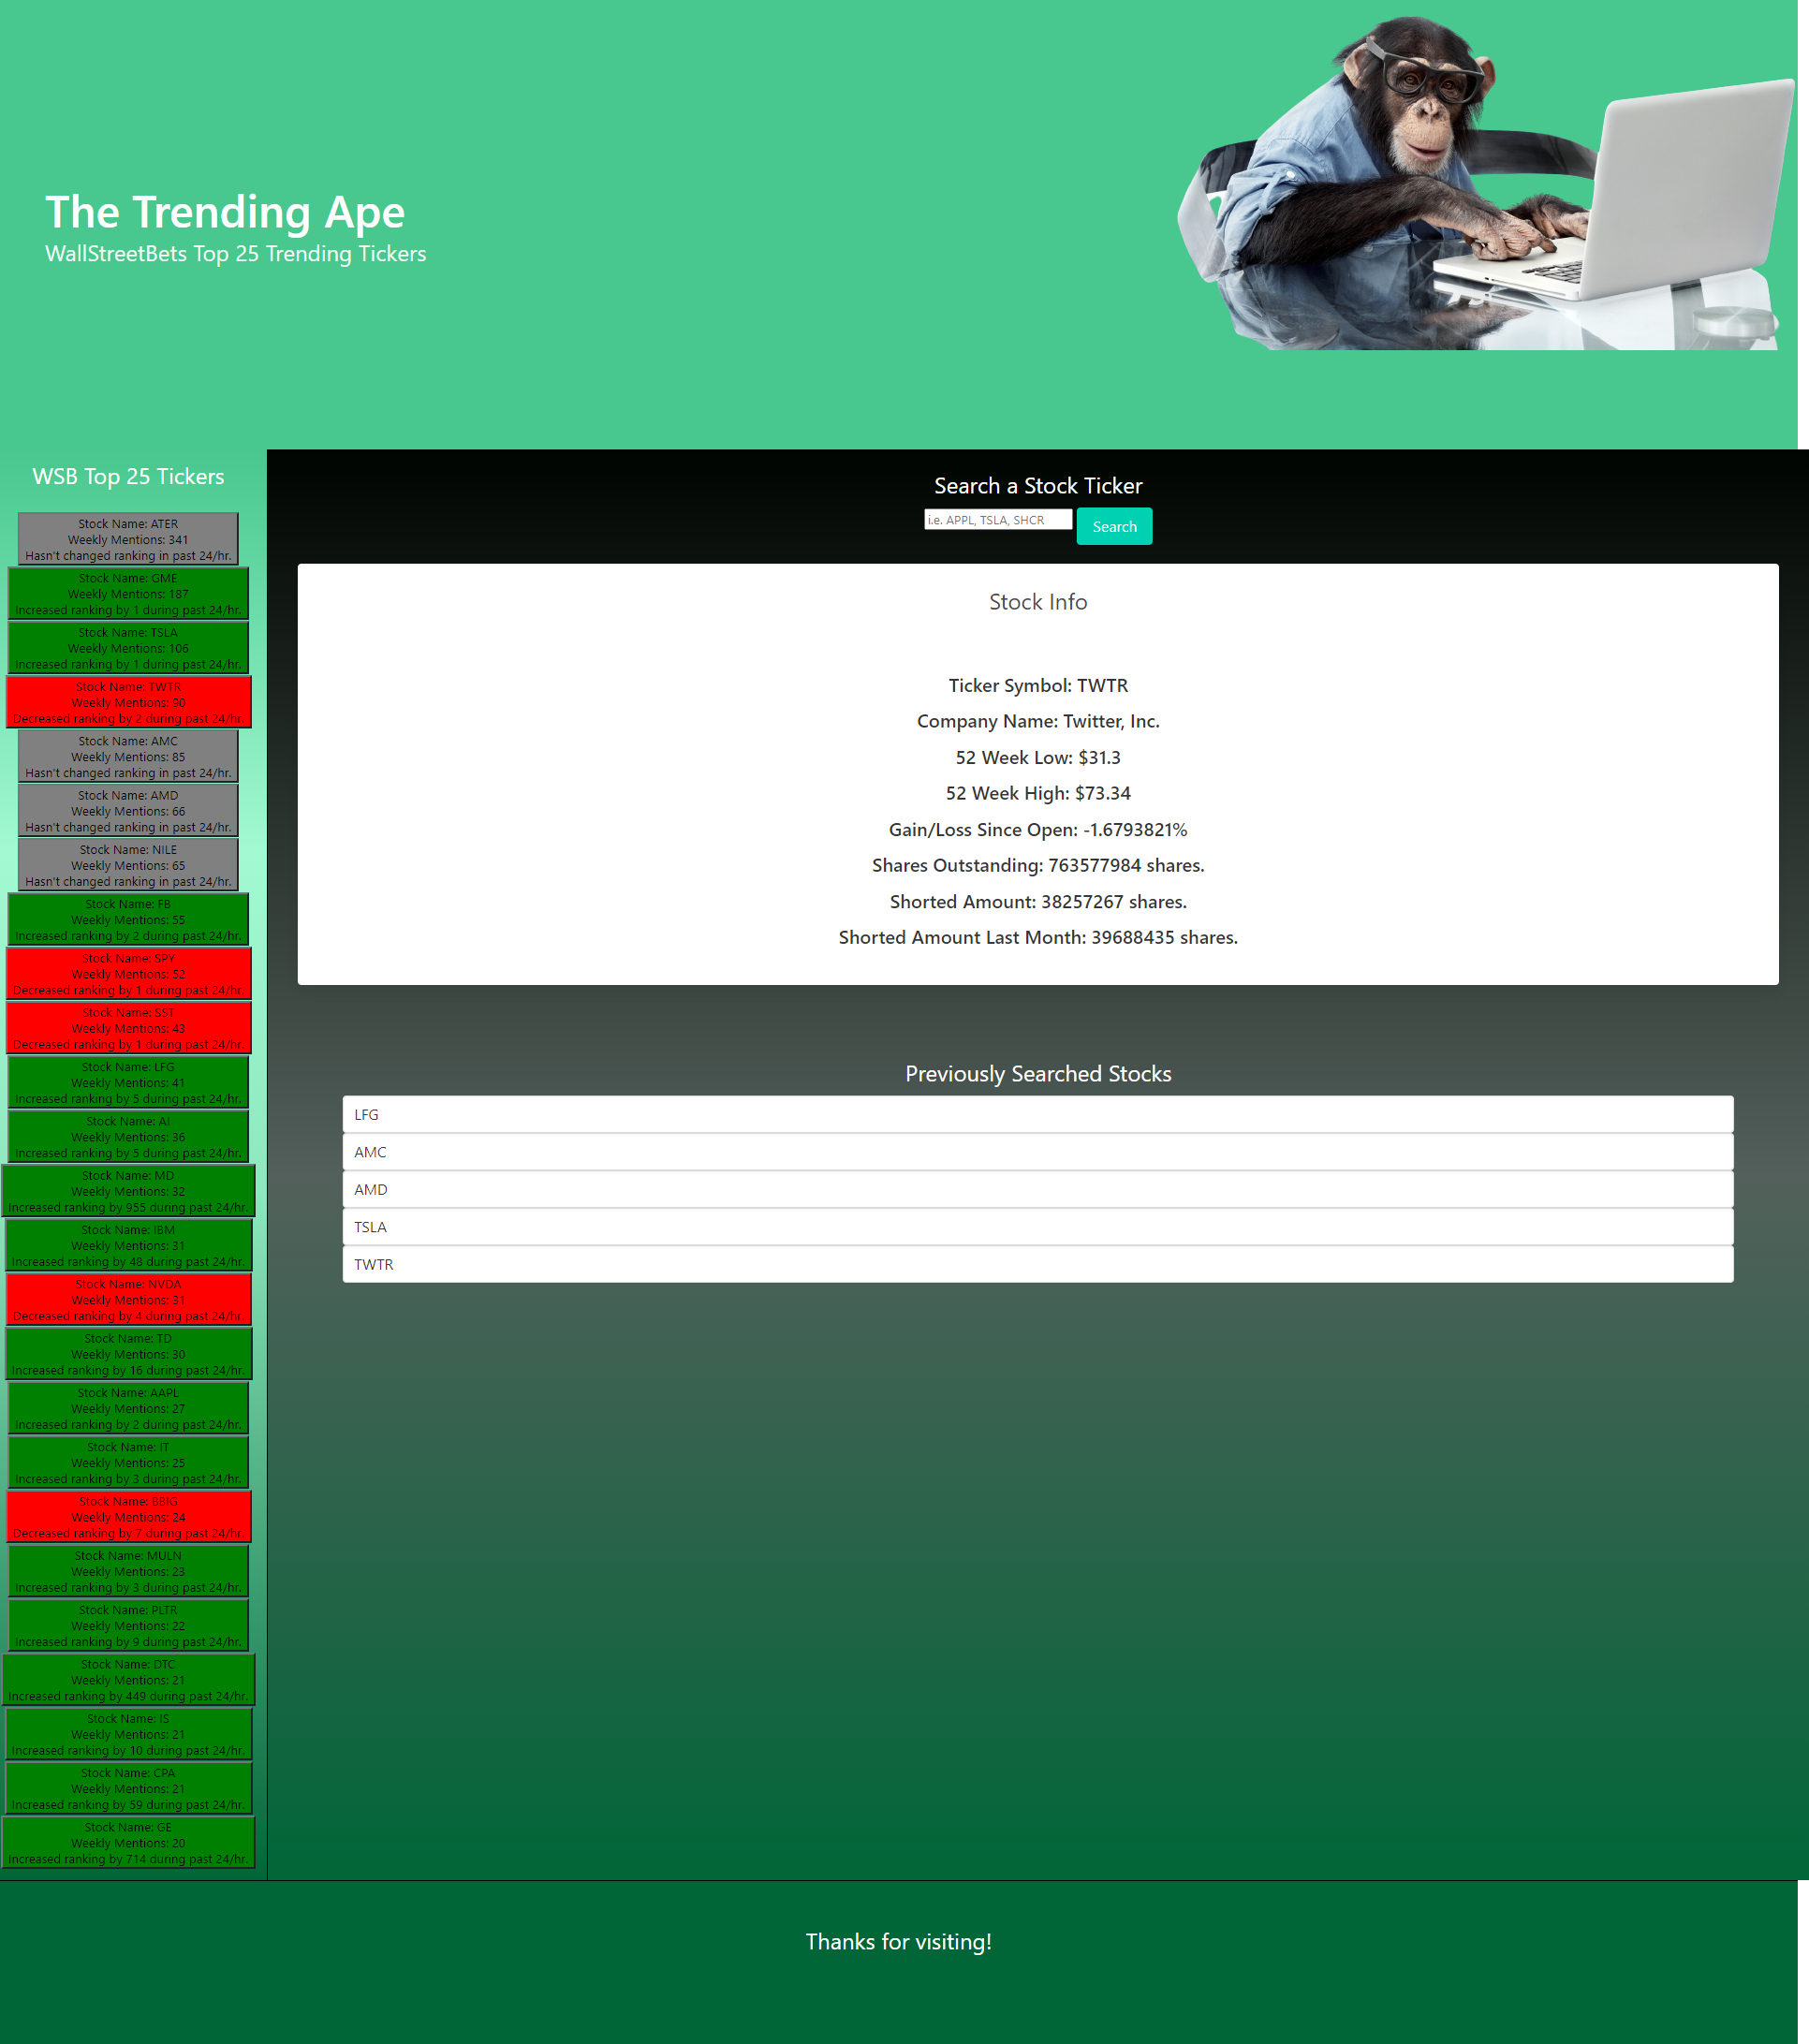 The Trending Ape
WallStreetBets Top 25 Trending Tickers
WSB Top 25 Tickers
Stock Name: ATER
Weekly Mentions: 341
Hasn't changed ranking in past 24/hr.
Stock Name: GME
Weekly Mentions: 187
Increased ranking by 1 during past 24/hr.
Stock Name: TSLA
Weekly Mentions: 106
Increased ranking by 1 during past 24/hr.
Stock Name: TWTR
Weekly Mentions: 90
Decreased ranking by 2 during past 24/hr.
Stock Name: AMC
Weekly Mentions: 85
Hasn't changed ranking in past 24/hr.
Stock Name: AMD
Weekly Mentions: 66
Hasn't changed ranking in past 24/hr.
Stock Name: NILE
Weekly Mentions: 65
Hasn't changed ranking in past 24/hr.
Stock Name: FB
Weekly Mentions: 55
Increased ranking by 2 during past 24/hr.
Stock Name: SPY
Weekly Mentions: 52
Decreased ranking by 1 during past 24/hr.
Stock Name: SST
Weekly Mentions: 43
Decreased ranking by 1 during past 24/hr.
Stock Name: LFG
Weekly Mentions: 41
Increased ranking by 5 during past 24/hr.
Stock Name: AI
Weekly Mentions: 36
Increased ranking by 5 during past 24/hr.
Stock Name: MD
Weekly Mentions: 32
Increased ranking by 955 during past 24/hr.
Stock Name: IBM
Weekly Mentions: 31
Increased ranking by 48 during past 24/hr.
Stock Name: NVDA
Weekly Mentions: 31
Decreased ranking by 4 during past 24/hr.
Stock Name: TD
Weekly Mentions: 30
Increased ranking by 16 during past 24/hr.
Stock Name: AAPL
Weekly Mentions: 27
Increased ranking by 2 during past 24/hr.
Stock Name: IT
Weekly Mentions: 25
Increased ranking by 3 during past 24/hr.
Stock Name: BBIG
Weekly Mentions: 24
Decreased ranking by 7 during past 24/hr.
Stock Name: MULN
Weekly Mentions: 23
Increased ranking by 3 during past 24/hr.
Stock Name: PLTR
Weekly Mentions: 22
Increased ranking by 9 during past 24/hr.
Stock Name: DTC
Weekly Mentions: 21
Increased ranking by 449 during past 24/hr.
Stock Name: IS
Weekly Mentions: 21
Increased ranking by 10 during past 24/hr.
Stock Name: CPA
Weekly Mentions: 21
Increased ranking by 59 during past 24/hr.
Stock Name: GE
Weekly Mentions: 20
Increased ranking by 714 during past 24/hr.
Search a Stock Ticker
i.e. APPL, TSLA, SHCR
Search
Stock Info
Ticker Symbol: TWTR
Company Name: Twitter, Inc.
52 Week Low: $31.3
52 Week High: $73.34
Gain/Loss Since Open: -1.6793821%
Shares Outstanding: 763577984 shares.
Shorted Amount: 38257267 shares.
Shorted Amount Last Month: 39688435 shares.
Previously Searched Stocks
LFG
AMC
AMD
TSLA
TWTR
Thanks for visiting!